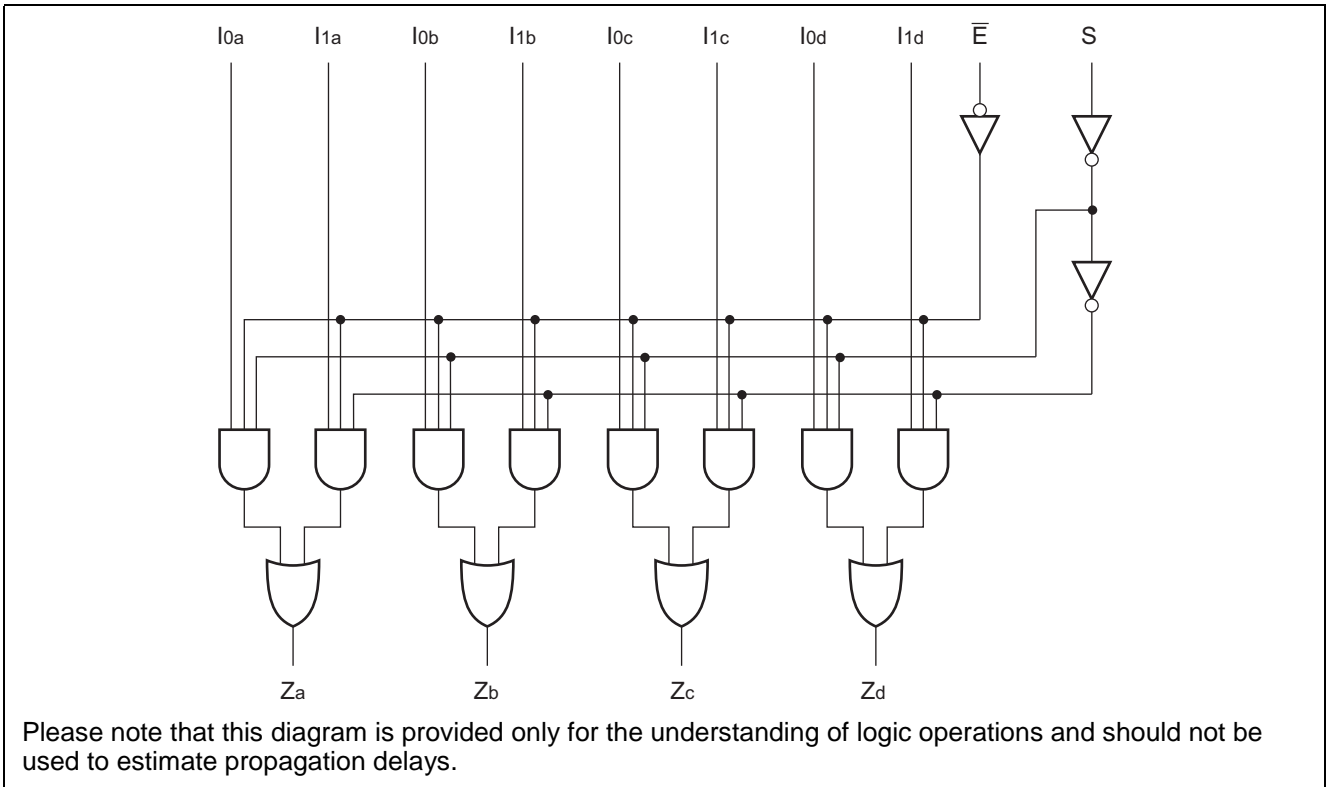 I0a I1a I0b I1b I0c I1c I0d I1d E̅ S
Za Zb Zc Zd
Please note that this diagram is provided only for the understanding of logic operations and should not be
used to estimate propagation delays.